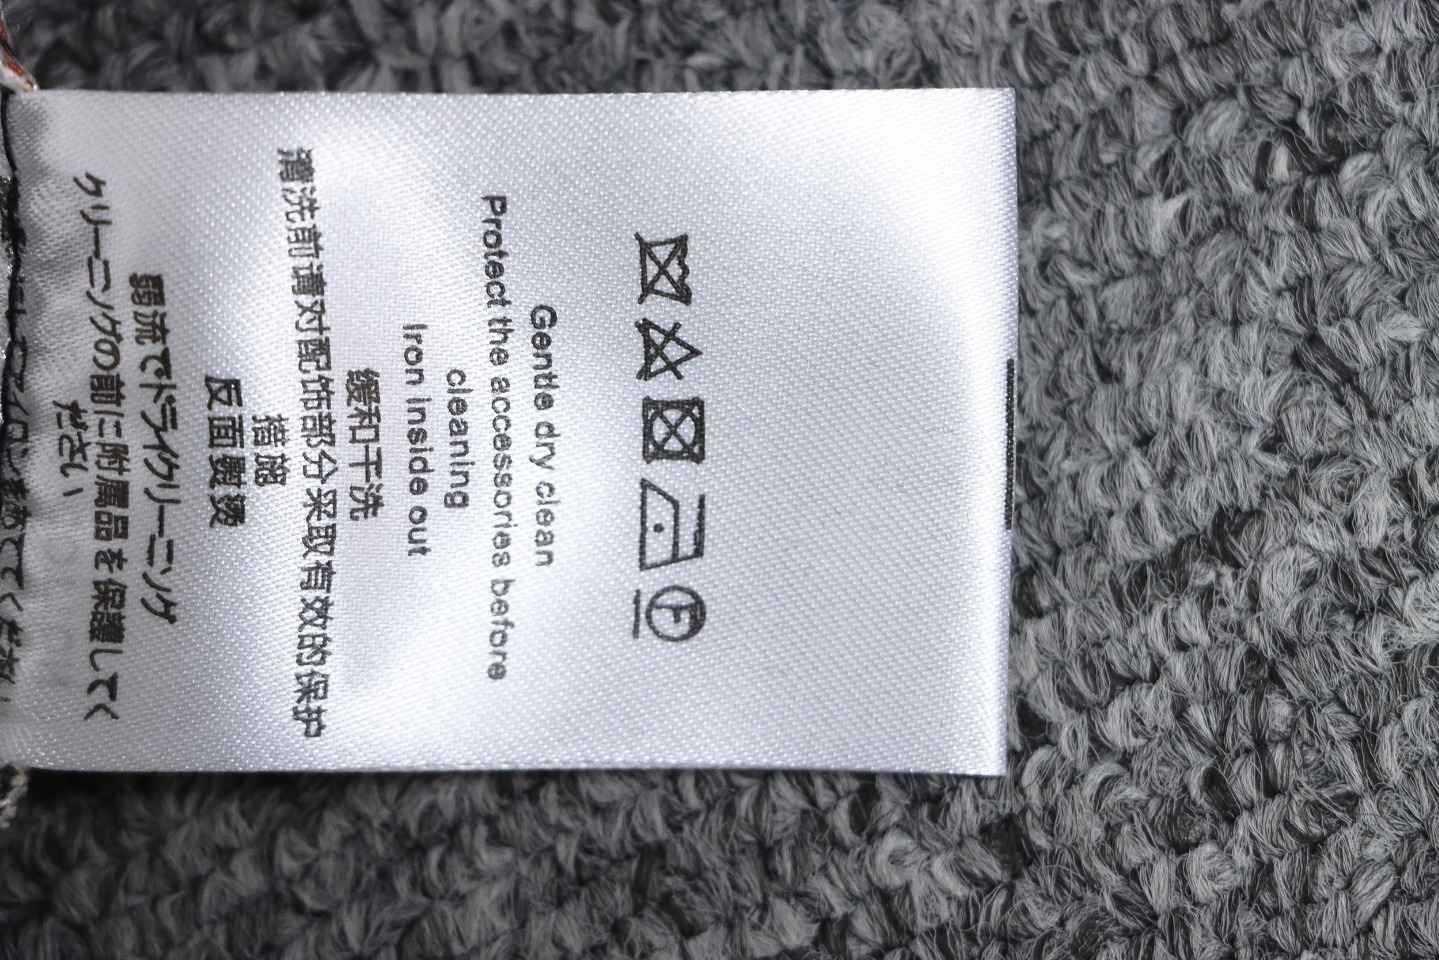 Gentle dry clean
Protect the accessories before
cleaning
Iron inside out
缓和干洗
清洗前请对配饰部分采取有效的保护
措施
反面熨烫
弱流でドライクリーニング
クリーニングの前に附属品を保護してく
ださい